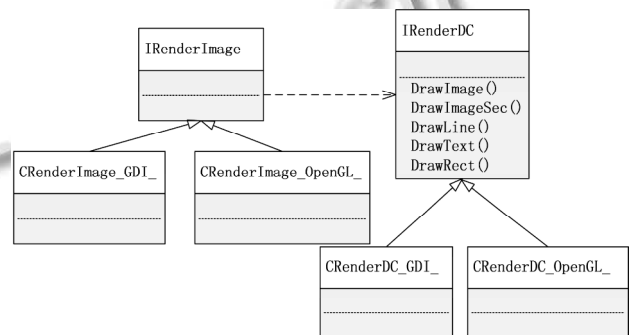 IRenderImage
IRenderDC
DrawImage()
DrawImageSec()
DrawLine()
DrawText()
DrawRect()
CRenderImage_GDI_
CRenderImage_OpenGL_
CRenderDC_GDI_
CRenderDC_OpenGL_